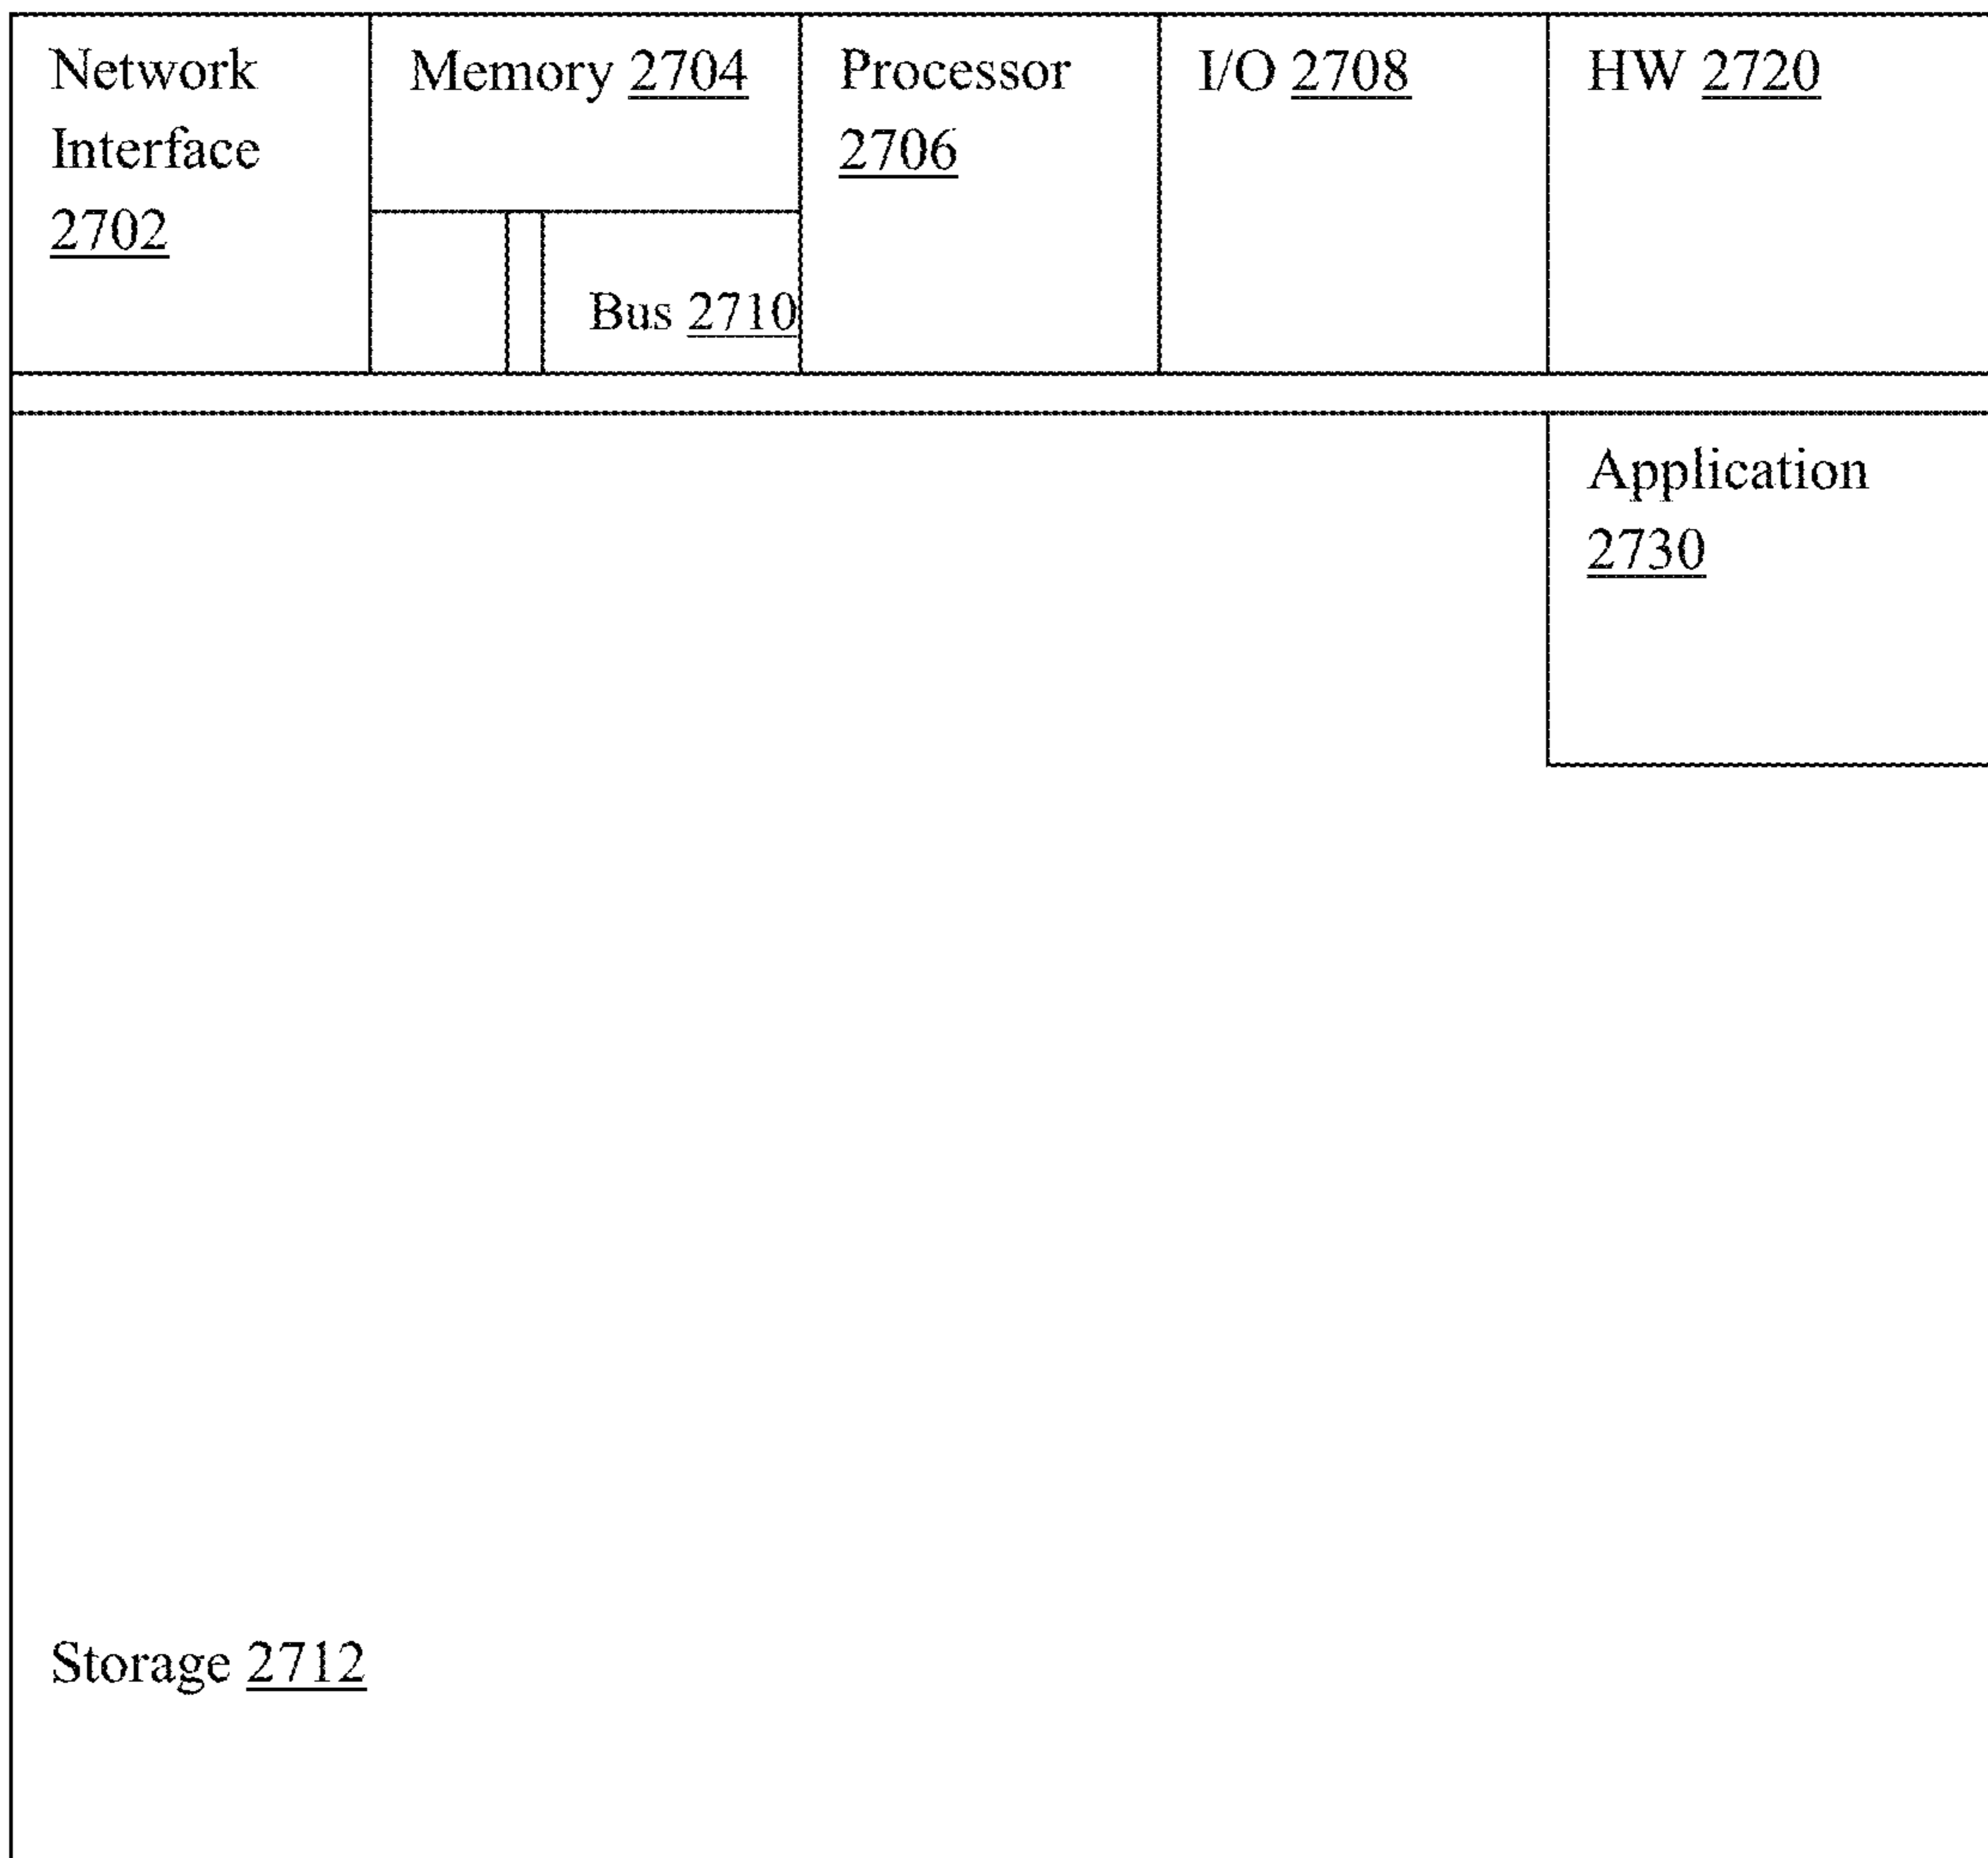 Network
Interface
2702
Memory 2704
Processor
2706
I/O 2708
HW 2720
Bus 2710
Application
2730
Storage 2712